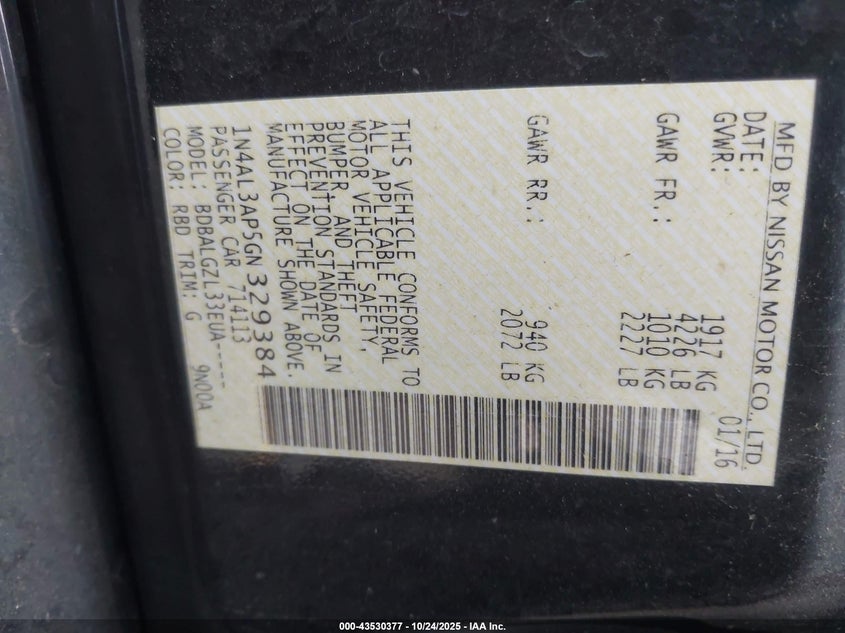 MFD BY NISSAN MOTOR CO., LTD.
DATE: 01/16
GVWR: 1917 KG
4226 LB
GAWR FR.: 1010 KG
2227 LB
GAWR RR.: 940 KG
2072 LB
THIS VEHICLE CONFORMS TO
ALL APPLICABLE FEDERAL
MOTOR VEHICLE SAFETY,
BUMPER, AND THEFT
PREVENTION STANDARDS IN
EFFECT ON THE DATE OF
MANUFACTURE SHOWN ABOVE.
1N4AL3AP5GN329384
PASSENGER CAR 714113
MODEL: BDBALGZL33EUA-----
COLOR: RBD TRIM: G 9N00A
000-43530377 - 10/24/2025 - IAA Inc.